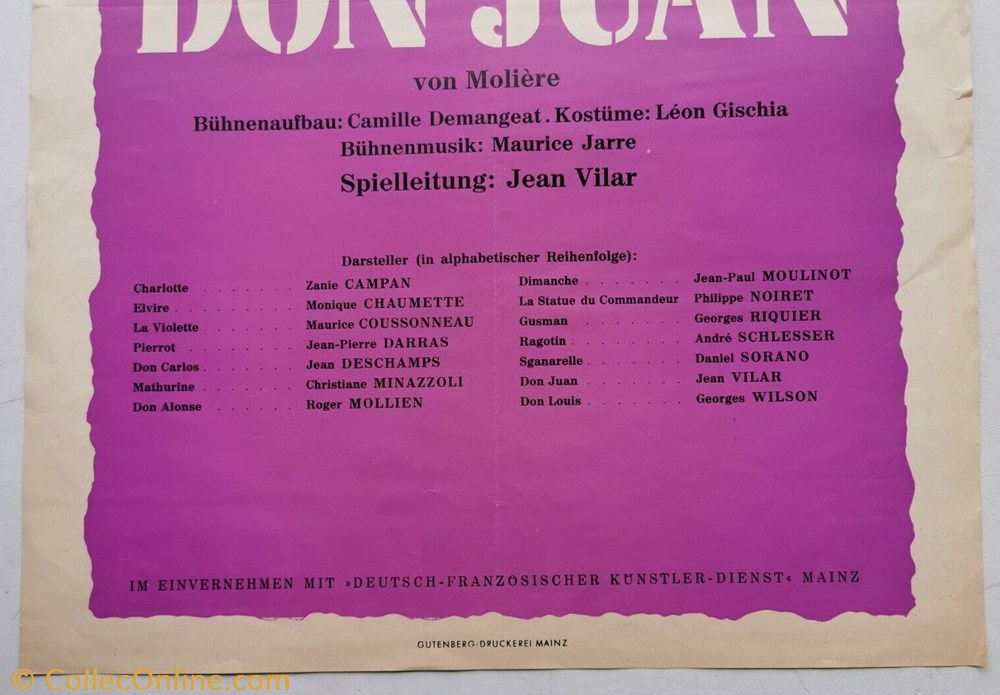 DON JUAN
von Molière
Bühnenaufbau: Camille Demangeat . Kostüme: Léon Gischia
Bühnenmusik: Maurice Jarre
Spielleitung: Jean Vilar
Darsteller (in alphabetischer Reihenfolge):
Charlotte . . . . . . . . Zanie CAMPAN
Elvire . . . . . . . . . Monique CHAUMETTE
La Violette . . . . . . . Maurice COUSSONNEAU
Pierrot . . . . . . . . Jean-Pierre DARRAS
Don Carlos . . . . . . . Jean DESCHAMPS
Mathurine . . . . . . . Christiane MINAZZOLI
Don Alonse . . . . . . . Roger MOLLIEN
Dimanche . . . . . . . . Jean-Paul MOULINOT
La Statue du Commandeur Philippe NOIRET
Gusman . . . . . . . . Georges RIQUIER
Ragotin . . . . . . . . André SCHLESSER
Sganarelle . . . . . . . Daniel SORANO
Don Juan . . . . . . . . Jean VILAR
Don Louis . . . . . . . Georges WILSON
IM EINVERNEHMEN MIT »DEUTSCH-FRANZÖSISCHER KÜNSTLER-DIENST« MAINZ
GUTENBERG-DRUCKEREI MAINZ
© CollecOnline.com